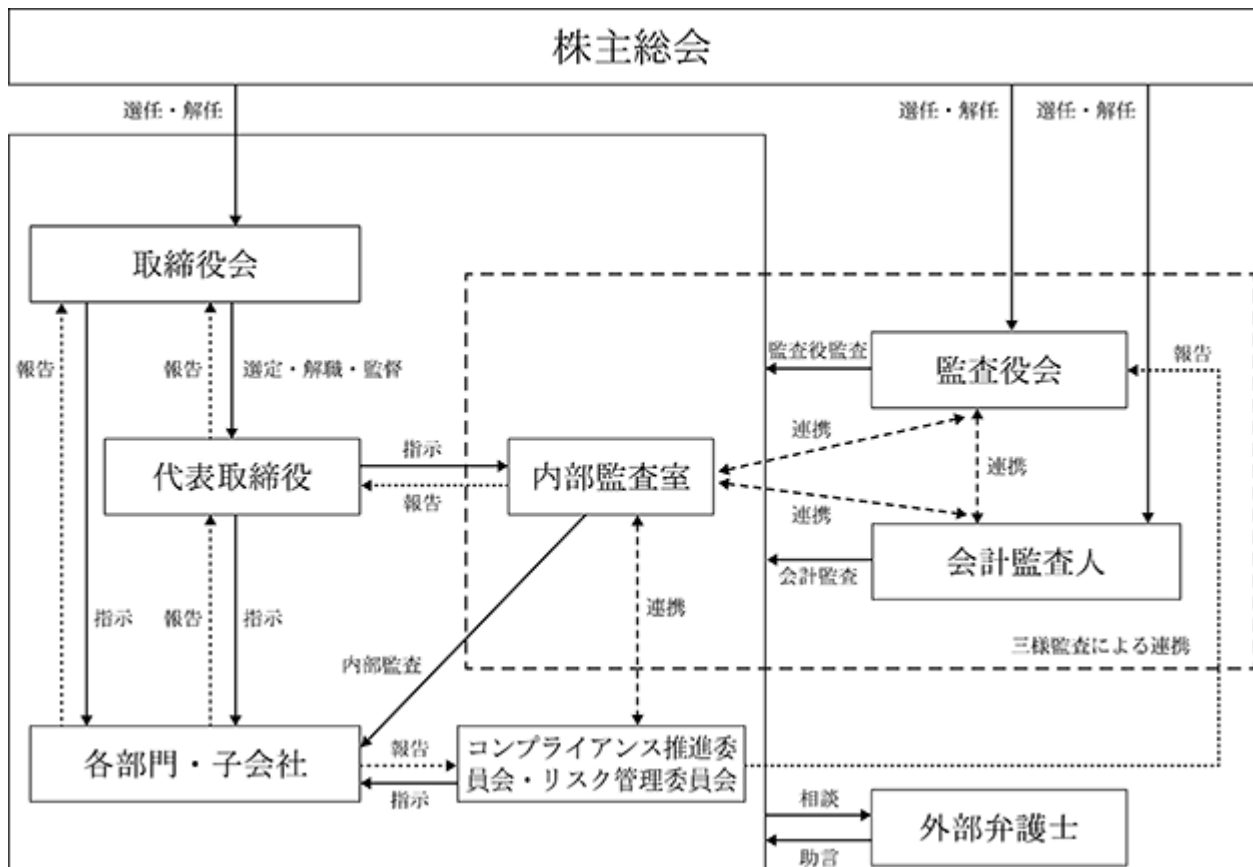 株主総会
選任・解任
選任・解任
選任・解任
取締役会
報告
報告
選定・解職・監督
監査役監査
監査役会
報告
連携
連携
代表取締役
指示
報告
内部監査室
連携
会計監査人
会計監査
指示
報告
指示
連携
内部監査
三様監査による連携
各部門・子会社
報告
指示
コンプライアンス推進委
員会・リスク管理委員会
相談
助言
外部弁護士